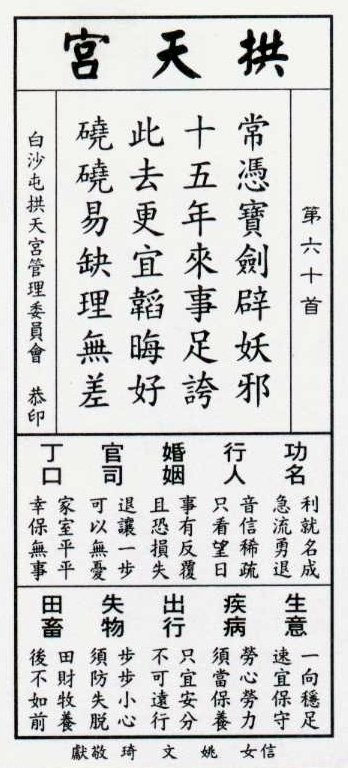 拱天宮
第六十首
常憑寶劍辟妖邪
十五年來事足誇
此去更宜韜晦好
磽磽易缺理無差
白沙屯拱天宮管理委員會 恭印
功名
利就名成
急流勇退
行人
音信稀疏
只看望日
婚姻
事有反覆
且恐損失
官司
退讓一步
可以無憂
丁口
家室平平
幸保無事
生意
一向穩足
速宜保守
疾病
勞心勞力
須當保養
出行
只宜安分
不可遠行
失物
步步小心
須防失脱
田畜
田財牧養
後不如前
信女 姚文琦 敬獻